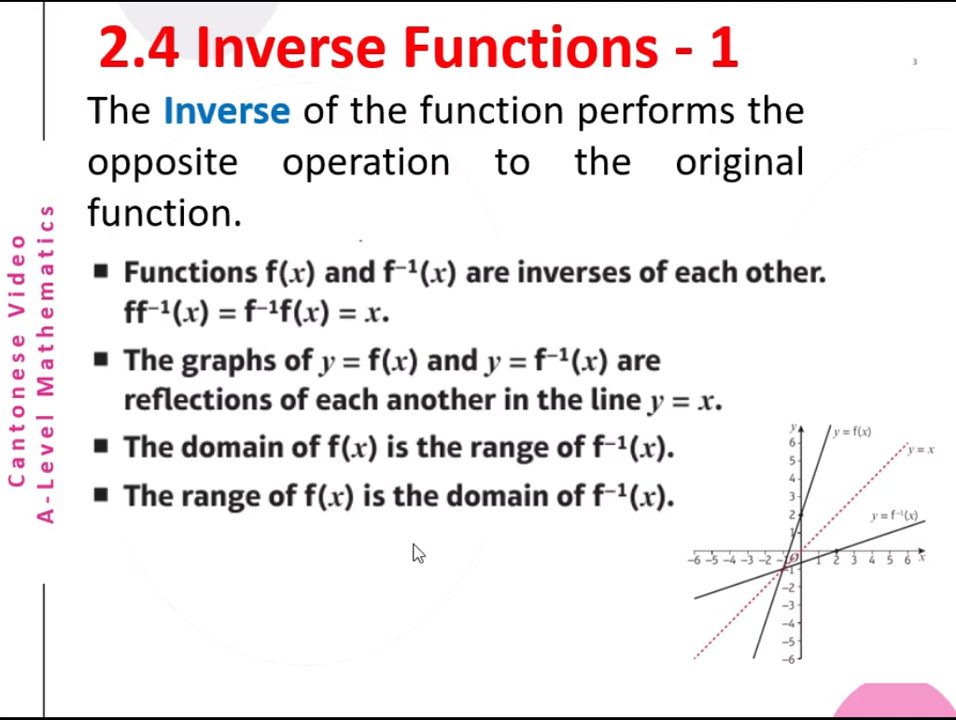 2.4 Inverse Functions - 1
3
The Inverse of the function performs the
opposite operation to the original
function.
■ Functions f(x) and f⁻¹(x) are inverses of each other.
ff⁻¹(x) = f⁻¹f(x) = x.
■ The graphs of y = f(x) and y = f⁻¹(x) are
reflections of each another in the line y = x.
■ The domain of f(x) is the range of f⁻¹(x).
■ The range of f(x) is the domain of f⁻¹(x).
Cantonese Video
A-Level Mathematics
y
y = f(x)
y = x
y = f⁻¹(x)
6
5
4
3
2
1
-6 -5 -4 -3 -2 -1 O 1 2 3 4 5 6 x
-1
-2
-3
-4
-5
-6